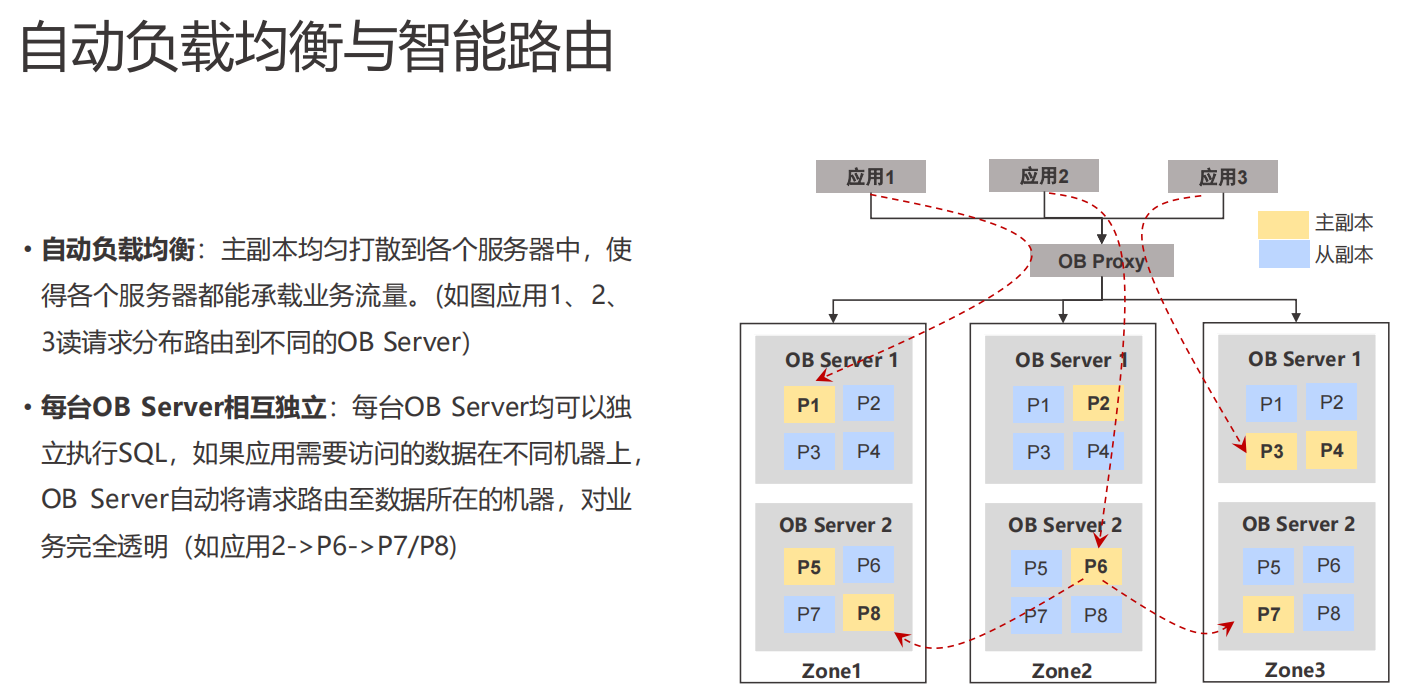 自动负载均衡与智能路由
• 自动负载均衡：主副本均匀打散到各个服务器中，使
得各个服务器都能承载业务流量。(如图应用1、2、
3读请求分布路由到不同的OB Server)
• 每台OB Server相互独立：每台OB Server均可以独
立执行SQL，如果应用需要访问的数据在不同机器上，
OB Server自动将请求路由至数据所在的机器，对业
务完全透明（如应用2->P6->P7/P8)
应用1
应用2
应用3
主副本
从副本
OB Proxy
OB Server 1
P1
P2
P3
P4
OB Server 2
P5
P6
P7
P8
Zone1
OB Server 1
P1
P2
P3
P4
OB Server 2
P5
P6
P7
P8
Zone2
OB Server 1
P1
P2
P3
P4
OB Server 2
P5
P6
P7
P8
Zone3